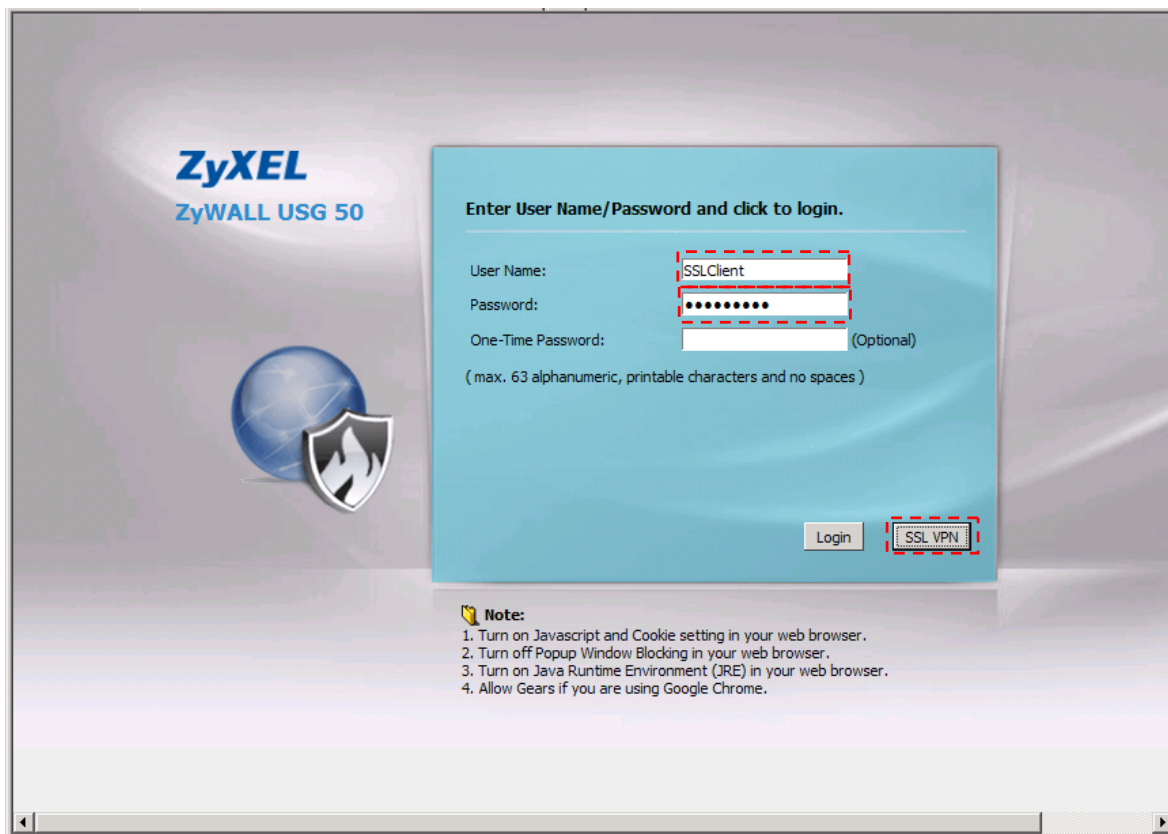 ZyXEL
ZyWALL USG 50
Enter User Name/Password and click to login.
User Name: SSLClient
Password: •••••••••
One-Time Password: (Optional)
( max. 63 alphanumeric, printable characters and no spaces )
Login SSL VPN
Note:
1. Turn on Javascript and Cookie setting in your web browser.
2. Turn off Popup Window Blocking in your web browser.
3. Turn on Java Runtime Environment (JRE) in your web browser.
4. Allow Gears if you are using Google Chrome.